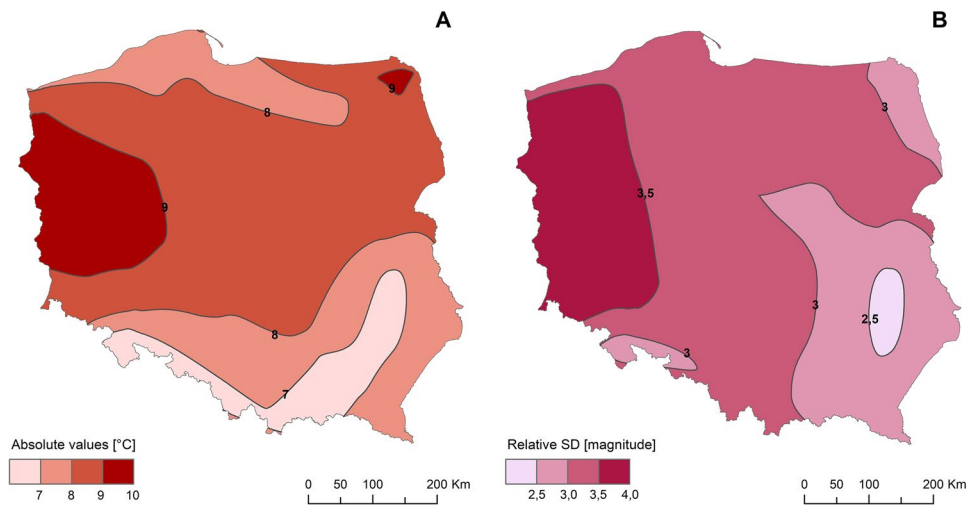 A
9
8
9
8
7
Absolute values [°C]
7 8 9 10
0 50 100 200 Km
B
3
3,5
3
2,5
3
Relative SD [magnitude]
2,5 3,0 3,5 4,0
0 50 100 200 Km